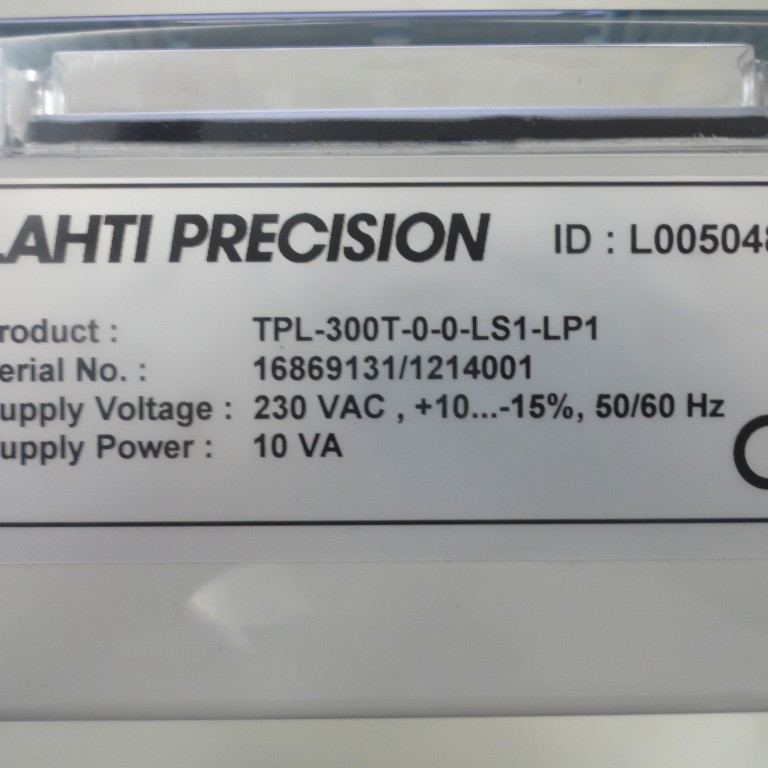 LAHTI PRECISION ID : L005048
roduct : TPL-300T-0-0-LS1-LP1
erial No. : 16869131/1214001
upply Voltage : 230 VAC , +10...-15%, 50/60 Hz
upply Power : 10 VA